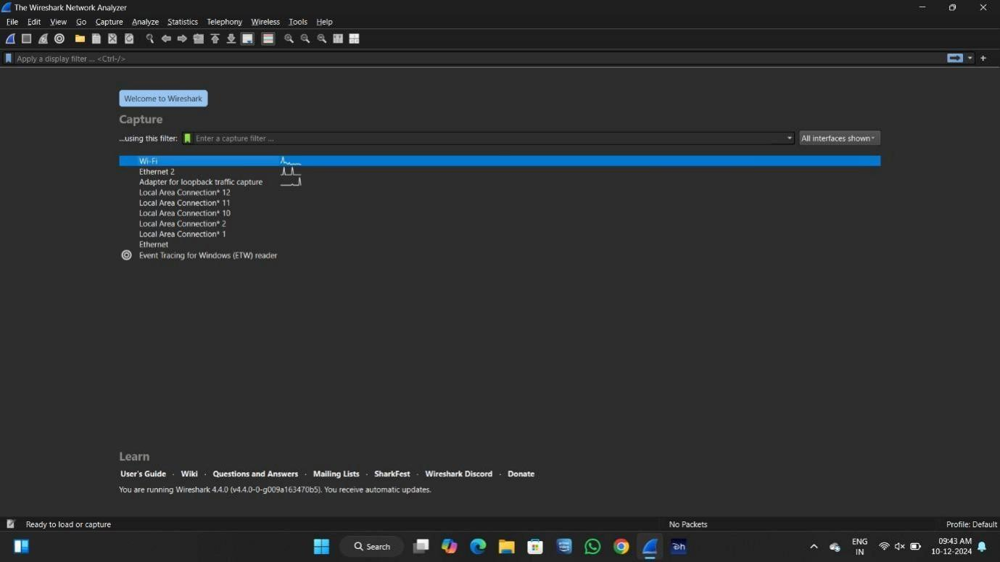 The Wireshark Network Analyzer
File Edit View Go Capture Analyze Statistics Telephony Wireless Tools Help
Apply a display filter ... <Ctrl-/>
Welcome to Wireshark
Capture
...using this filter: Enter a capture filter ... All interfaces shown
Wi-Fi
Ethernet 2
Adapter for loopback traffic capture
Local Area Connection* 12
Local Area Connection* 11
Local Area Connection* 10
Local Area Connection* 2
Local Area Connection* 1
Ethernet
Event Tracing for Windows (ETW) reader
Learn
User's Guide · Wiki · Questions and Answers · Mailing Lists · SharkFest · Wireshark Discord · Donate
You are running Wireshark 4.4.0 (v4.4.0-0-g009a163470b5). You receive automatic updates.
Ready to load or capture No Packets Profile: Default
Search
ENG
IN
09:43 AM
10-12-2024